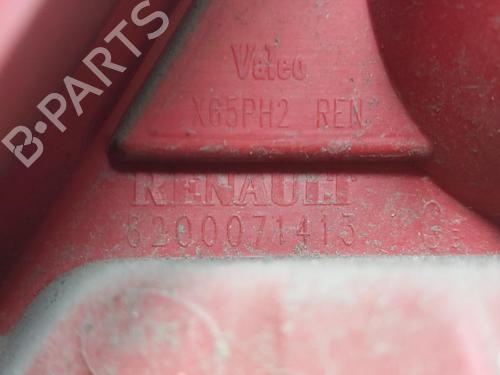 B·PARTS
Valeo
X65PH2 REN
RENAULT
8200071413